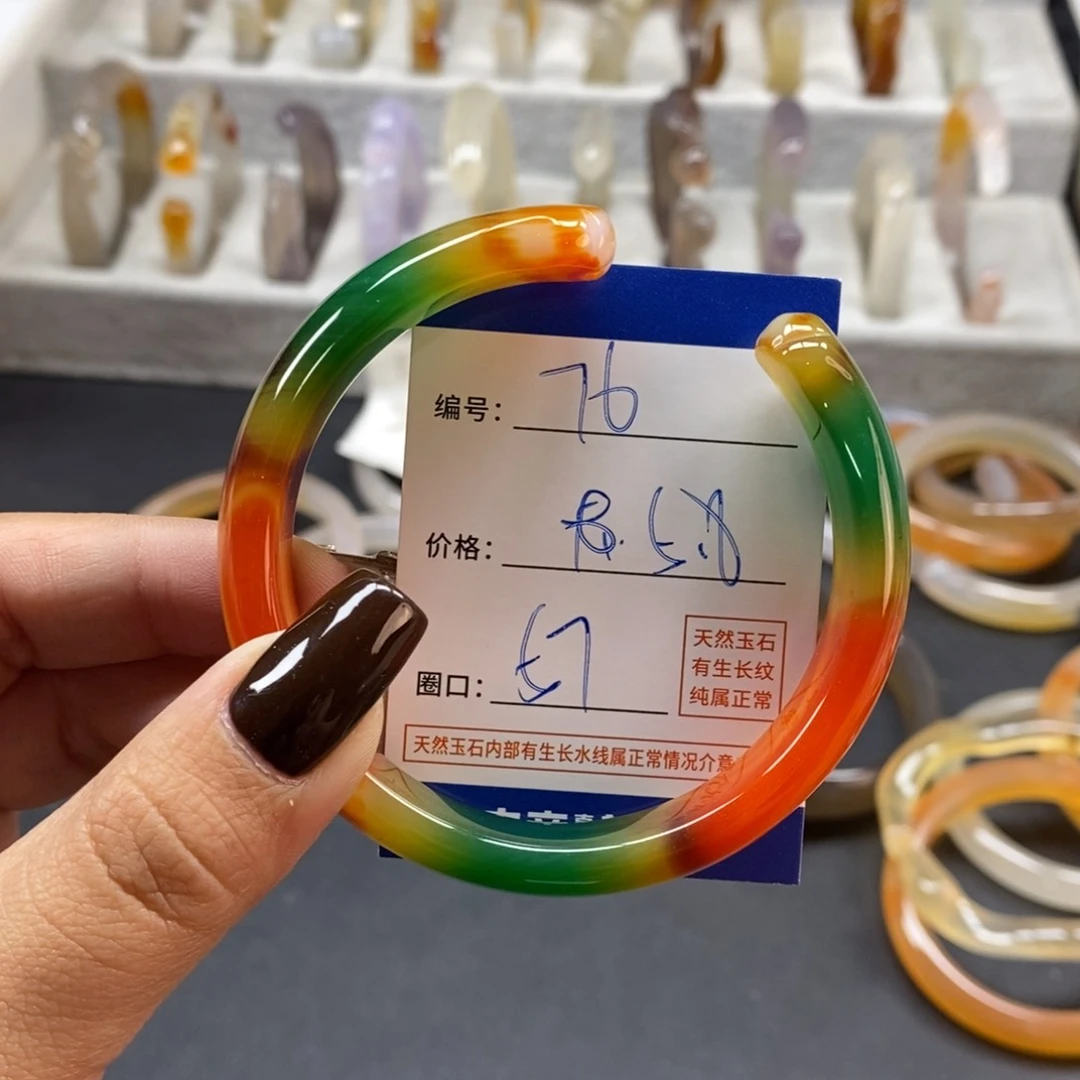 编号: 76
价格:
圈口: 57
天然玉石
有生长纹
纯属正常
天然玉石内部有生长水线属正常情况介意